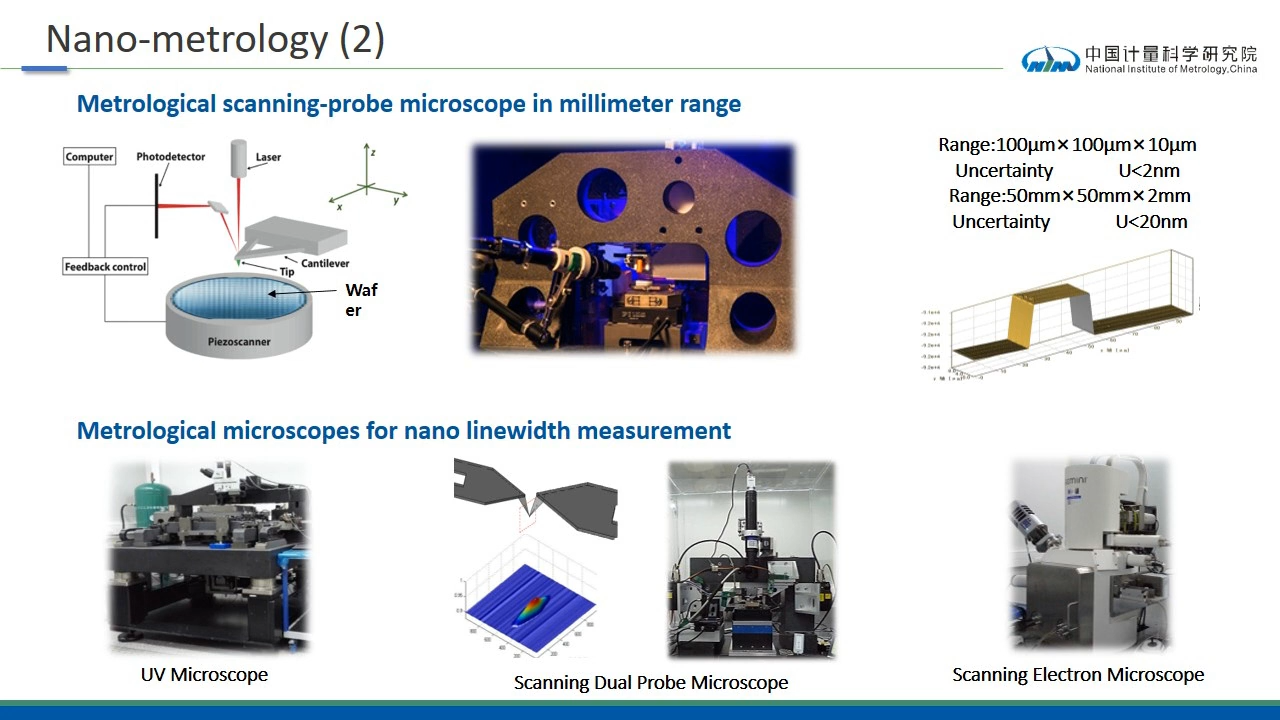 Nano-metrology (2)
中国计量科学研究院
National Institute of Metrology,China
NIM
Metrological scanning-probe microscope in millimeter range
Computer
Photodetector
Laser
z
x
y
Cantilever
Tip
Feedback control
Waf
er
Piezoscanner
Range:100μm×100μm×10μm
Uncertainty U<2nm
Range:50mm×50mm×2mm
Uncertainty U<20nm
Metrological microscopes for nano linewidth measurement
UV Microscope
Scanning Dual Probe Microscope
Scanning Electron Microscope